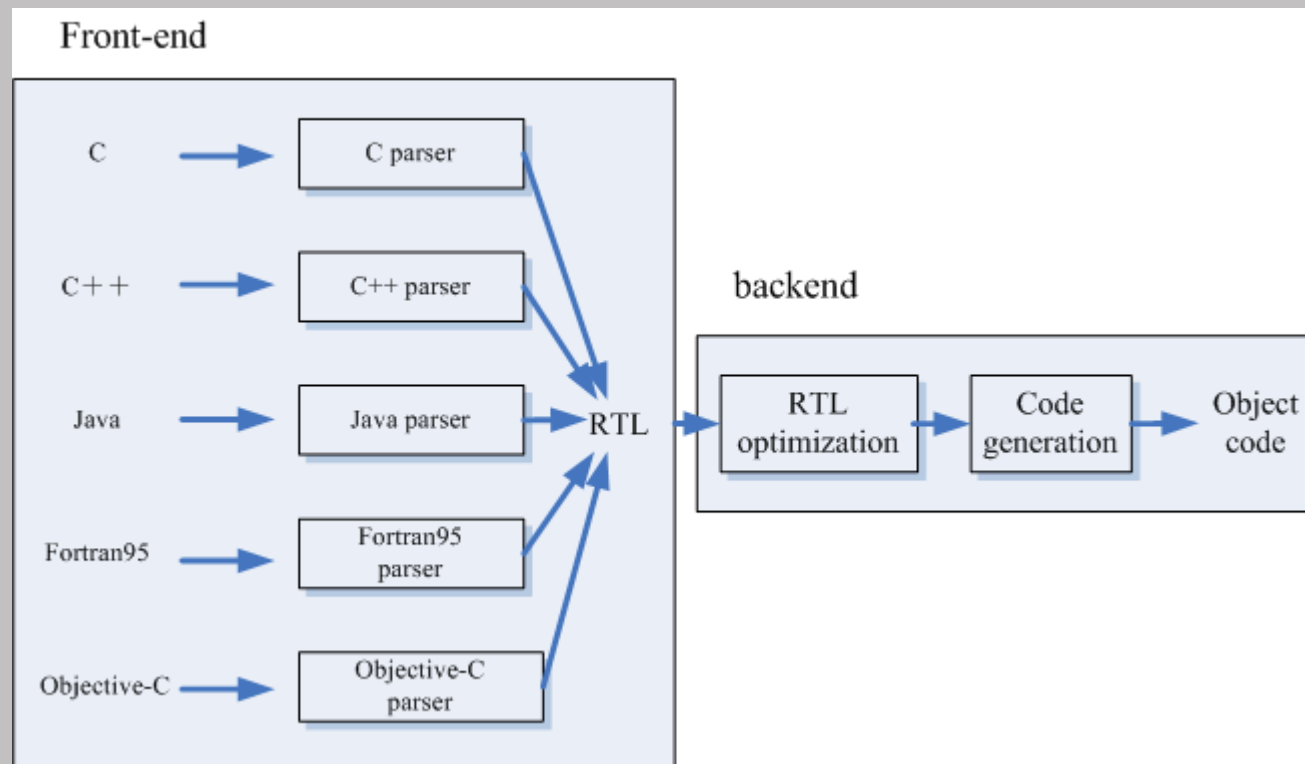 Front-end
C
C parser
C++
C++ parser
Java
Java parser
Fortran95
Fortran95
parser
Objective-C
Objective-C
parser
RTL
backend
RTL
optimization
Code
generation
Object
code